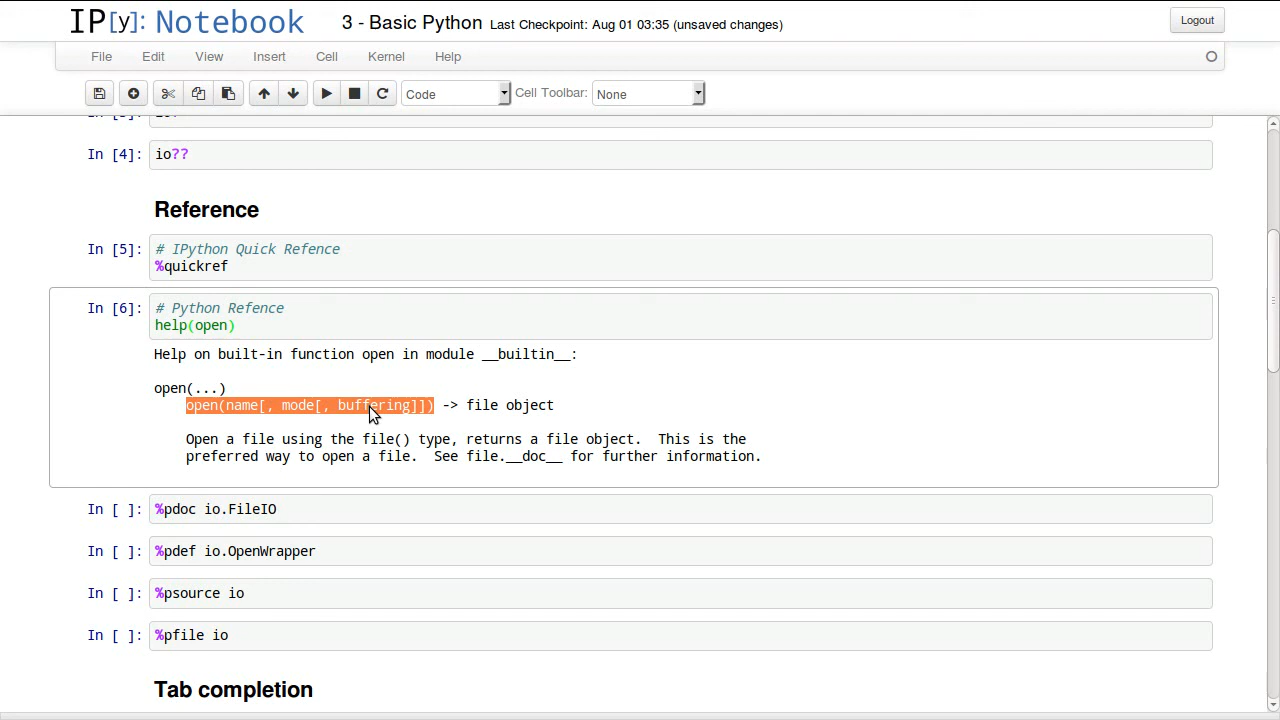 IP[y]: Notebook 3 - Basic Python Last Checkpoint: Aug 01 03:35 (unsaved changes) Logout
File Edit View Insert Cell Kernel Help
Code Cell Toolbar: None
In [4]: io??
Reference
In [5]: # IPython Quick Refence
%quickref
In [6]: # Python Refence
help(open)
Help on built-in function open in module __builtin__:
open(...)
open(name[, mode[, buffering]]) -> file object
Open a file using the file() type, returns a file object.  This is the
preferred way to open a file.  See file.__doc__ for further information.
In [ ]: %pdoc io.FileIO
In [ ]: %pdef io.OpenWrapper
In [ ]: %psource io
In [ ]: %pfile io
Tab completion